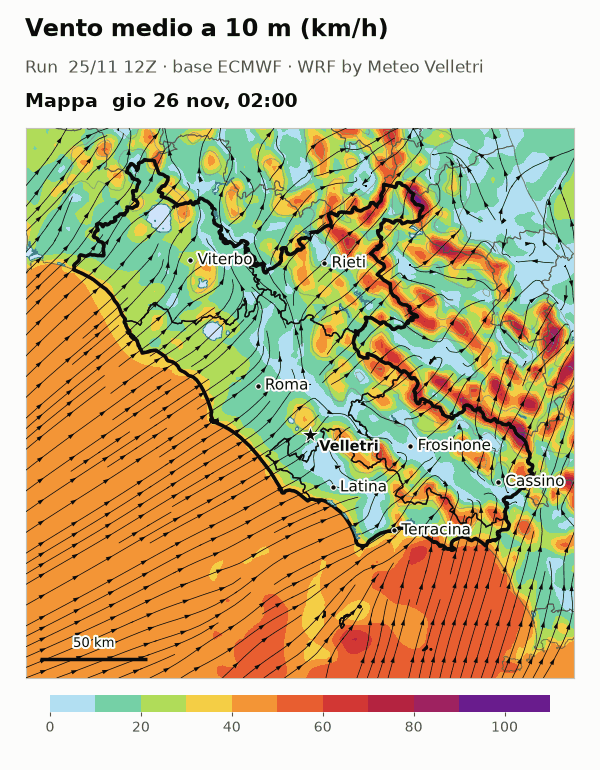 Vento medio a 10 m (km/h)
Run 25/11 12Z · base ECMWF · WRF by Meteo Velletri
Mappa gio 26 nov, 02:00
Viterbo
Rieti
Roma
Velletri
Frosinone
Cassino
Latina
Terracina
50 km
0 20 40 60 80 100